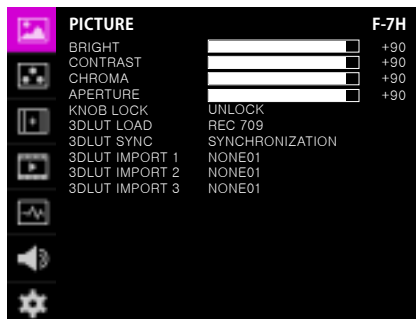 PICTURE F-7H
BRIGHT +90
CONTRAST +90
CHROMA +90
APERTURE +90
KNOB LOCK UNLOCK
3DLUT LOAD REC 709
3DLUT SYNC SYNCHRONIZATION
3DLUT IMPORT 1 NONE01
3DLUT IMPORT 2 NONE01
3DLUT IMPORT 3 NONE01